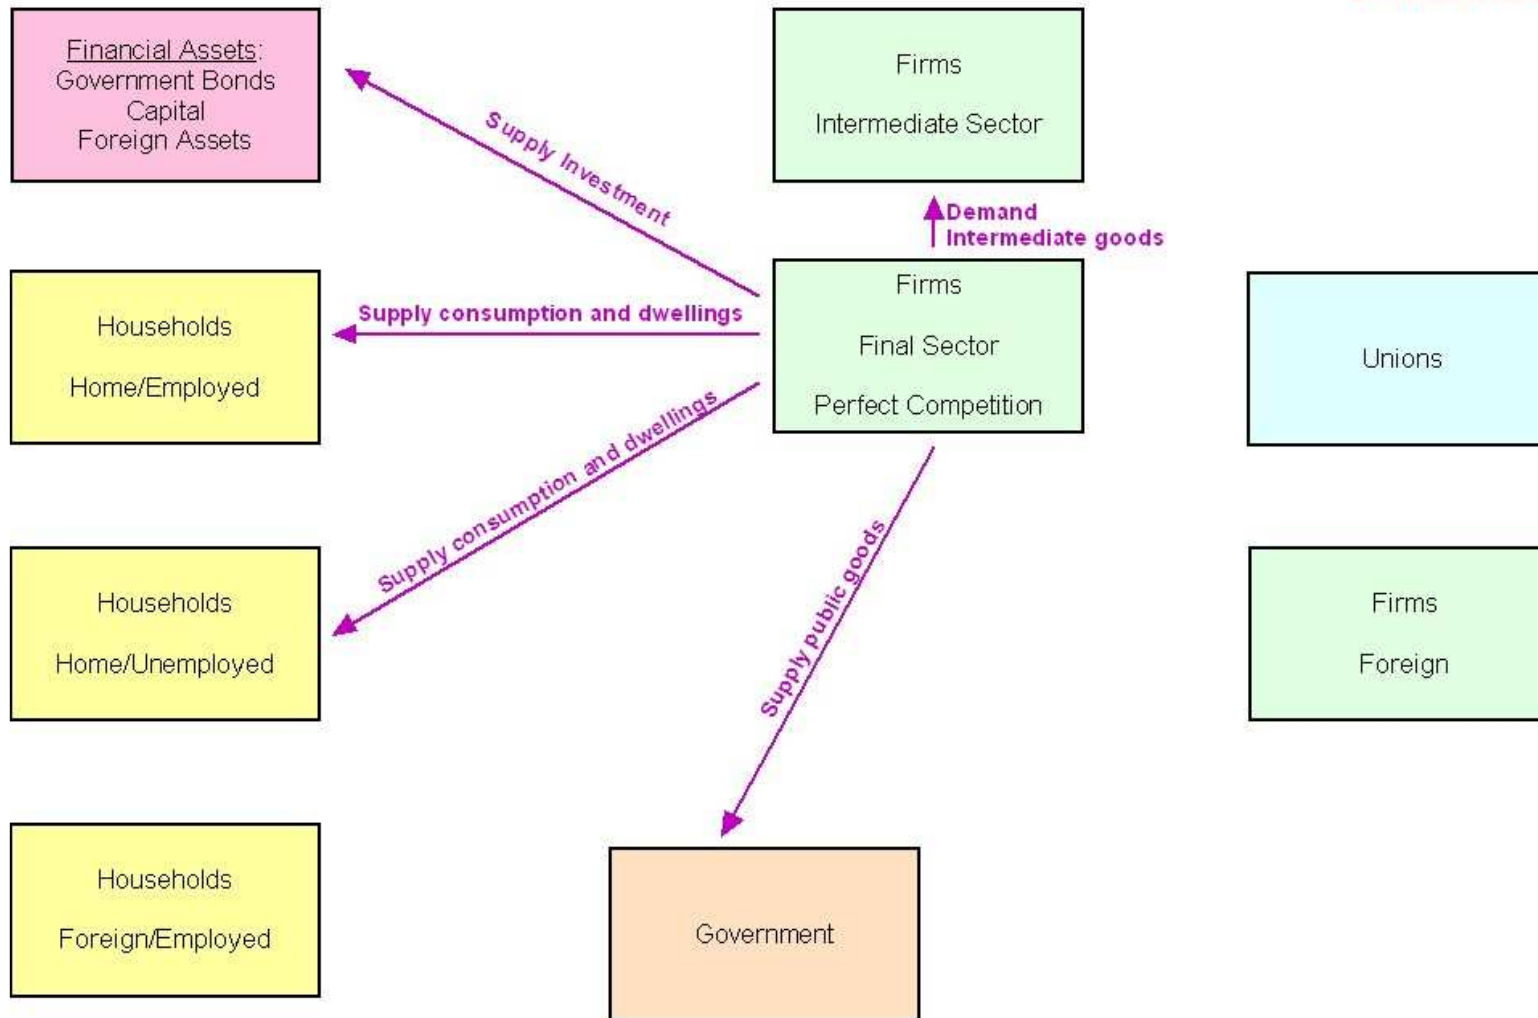 Financial Assets:
Government Bonds
Capital
Foreign Assets
Firms
Intermediate Sector
Supply Investment
Demand
Intermediate goods
Households
Home/Employed
Supply consumption and dwellings
Firms
Final Sector
Perfect Competition
Unions
Supply consumption and dwellings
Households
Home/Unemployed
Supply public goods
Firms
Foreign
Households
Foreign/Employed
Government